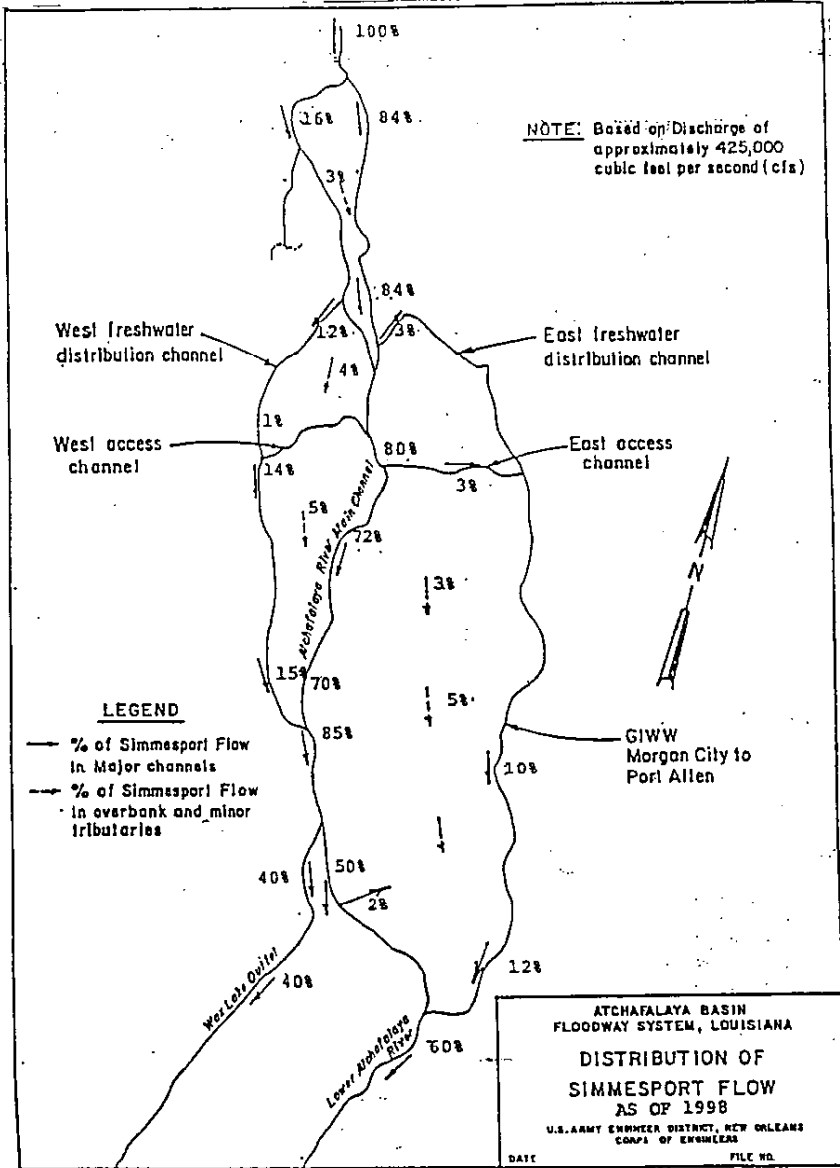 100%
16%
84%
NOTE: Based on Discharge of
approximately 425,000
cubic feet per second (cfs)
3%
84%
West freshwater
distribution channel
12%
3%
East freshwater
distribution channel
4%
1%
West access
channel
80%
East access
channel
14%
3%
5%
Atchafalaya River Main Channel
72%
N
3%
15%
70%
5%
LEGEND
% of Simmesport Flow
in Major channels
% of Simmesport Flow
in overbank and minor
tributaries
85%
GIWW
Morgan City to
Port Allen
10%
40%
50%
2%
12%
Wax Lake Outlet
40%
Lower Atchafalaya
River
60%
ATCHAFALAYA BASIN
FLOODWAY SYSTEM, LOUISIANA
DISTRIBUTION OF
SIMMESPORT FLOW
AS OF 1998
U.S. ARMY ENGINEER DISTRICT, NEW ORLEANS
CORPS OF ENGINEERS
DATE
FILE NO.